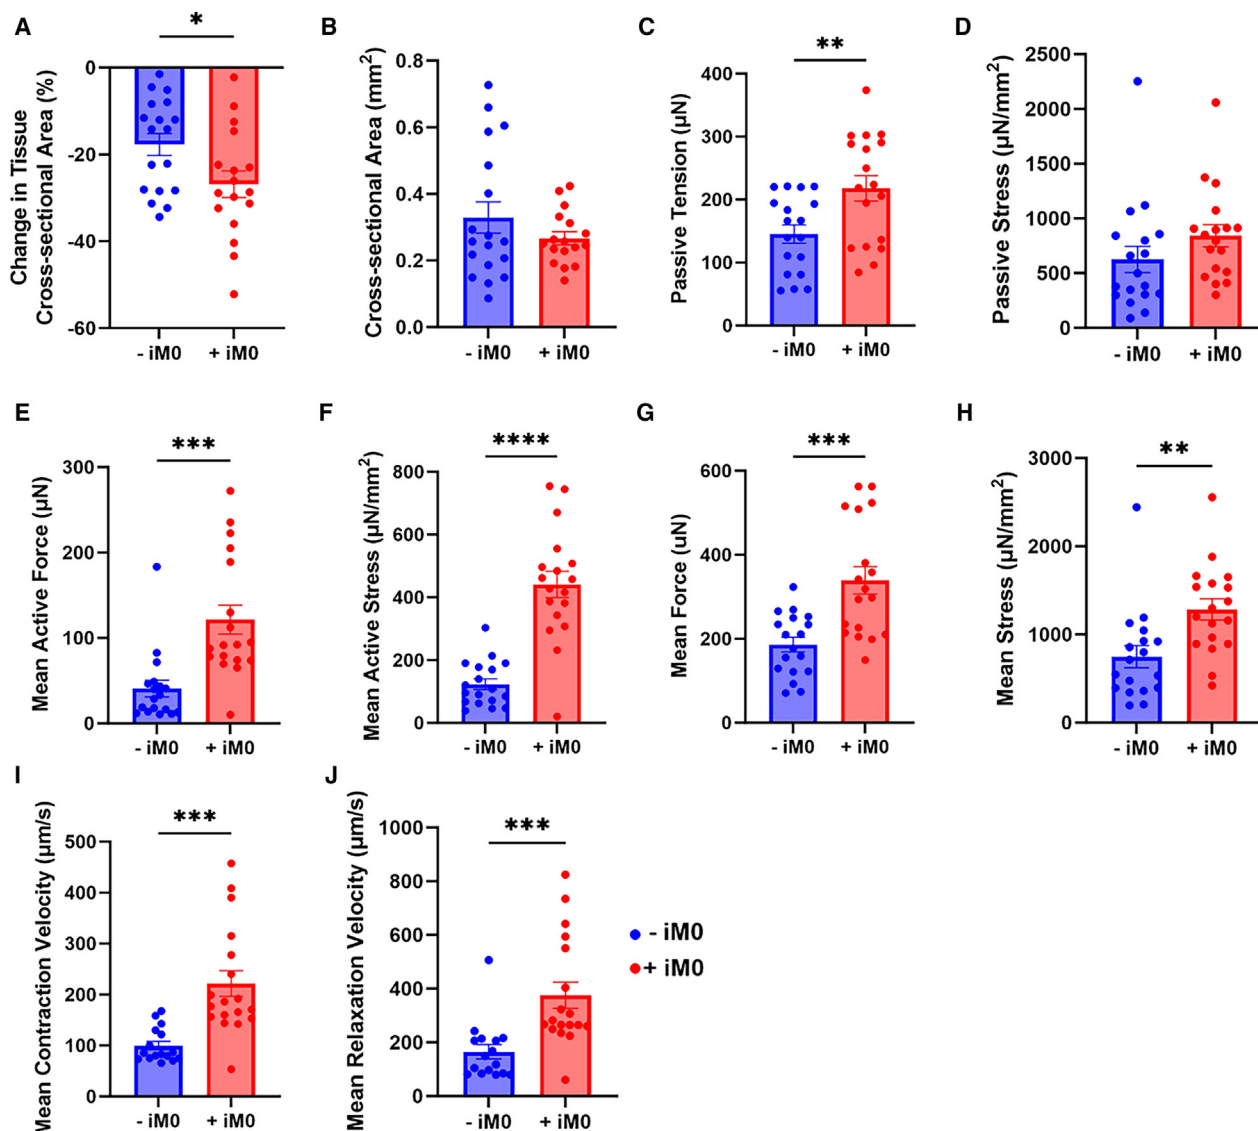 A
*
Change in Tissue
Cross-sectional Area (%)
0
-20
-40
-60
- iM0
+ iM0
B
Cross-sectional Area (mm²)
0.8
0.6
0.4
0.2
0.0
- iM0
+ iM0
C
**
Passive Tension (µN)
400
300
200
100
0
- iM0
+ iM0
D
Passive Stress (µN/mm²)
2500
2000
1500
1000
500
0
- iM0
+ iM0
E
***
Mean Active Force (µN)
300
200
100
0
- iM0
+ iM0
F
****
Mean Active Stress (µN/mm²)
800
600
400
200
0
- iM0
+ iM0
G
***
Mean Force (uN)
600
400
200
0
- iM0
+ iM0
H
**
Mean Stress (µN/mm²)
3000
2000
1000
0
- iM0
+ iM0
I
***
Mean Contraction Velocity (µm/s)
500
400
300
200
100
0
- iM0
+ iM0
J
***
Mean Relaxation Velocity (µm/s)
1000
800
600
400
200
0
- iM0
+ iM0
- iM0
+ iM0